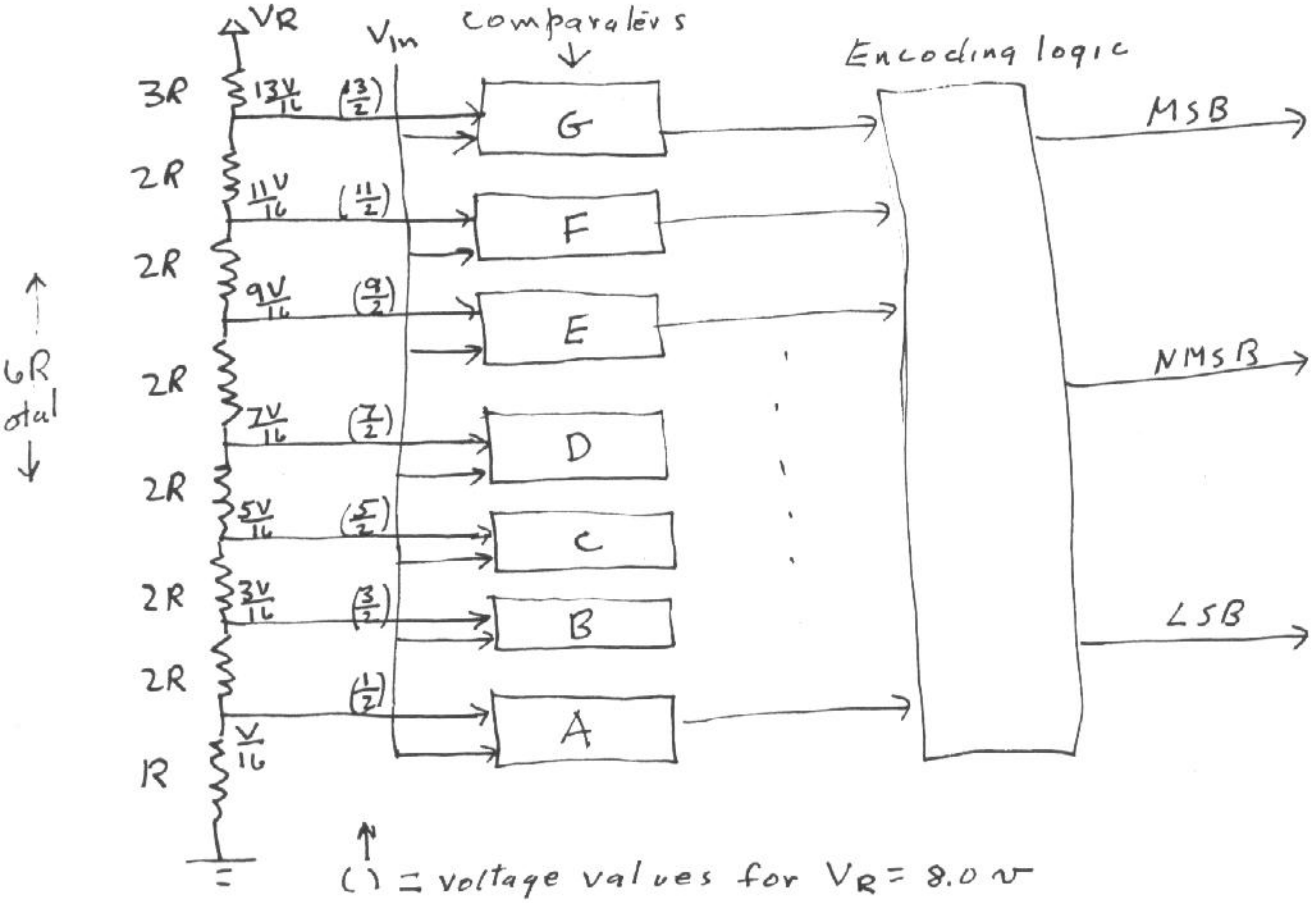 VR
Vin
comparaters
Encoding logic
3R
13V/16
(13/2)
G
MSB
2R
11V/16
(11/2)
F
2R
9V/16
(9/2)
E
NMSB
6R
otal
2R
7V/16
(7/2)
D
2R
5V/16
(5/2)
C
2R
3V/16
(3/2)
B
LSB
2R
(1/2)
A
V/16
R
( ) = voltage values for VR = 8.0 v